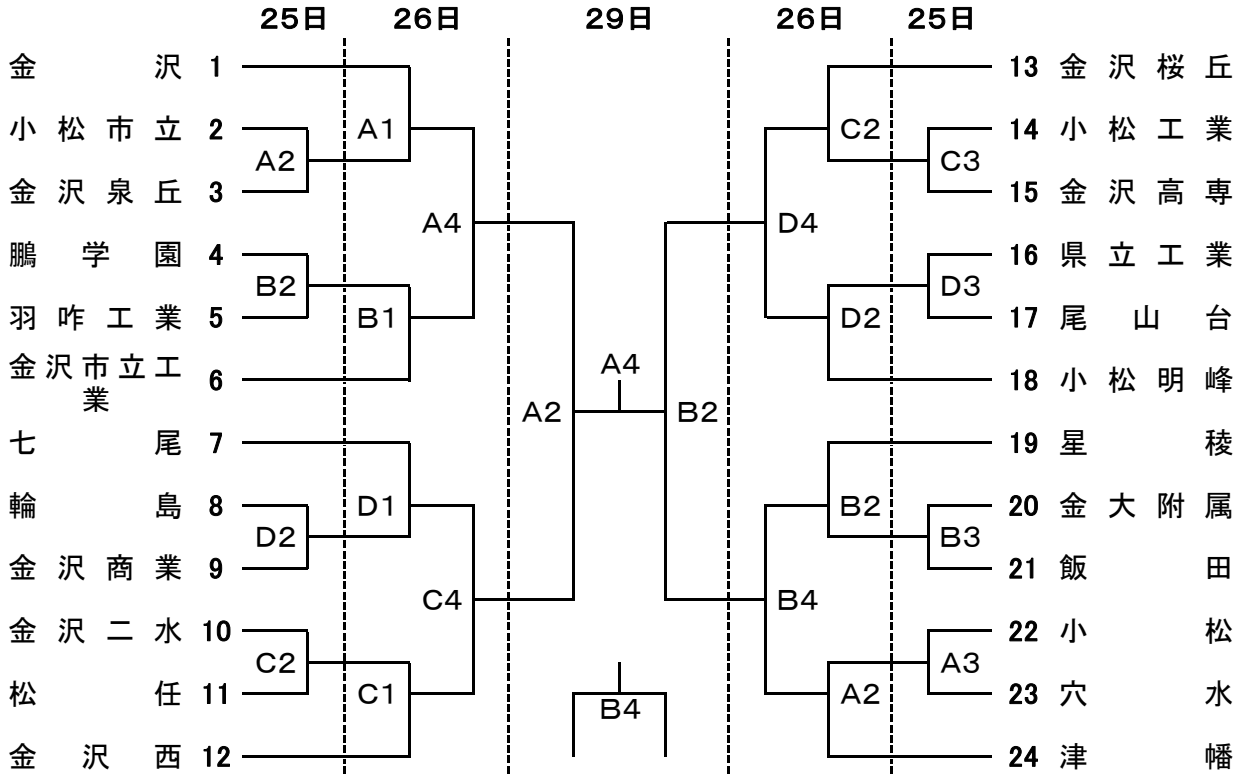 25日 26日 29日 26日 25日
金沢 1
小松市立 2
金沢泉丘 3
鵬学園 4
羽咋工業 5
金沢市立工
業 6
七尾 7
輪島 8
金沢商業 9
金沢二水 10
松任 11
金沢西 12
A2
B2
D2
C2
A1
B1
D1
C1
A4
C4
A2
A4
B4
B2
D4
B4
C2
D2
B2
A2
C3
D3
B3
A3
13 金沢桜丘
14 小松工業
15 金沢高専
16 県立工業
17 尾山台
18 小松明峰
19 星稜
20 金大附属
21 飯田
22 小松
23 穴水
24 津幡